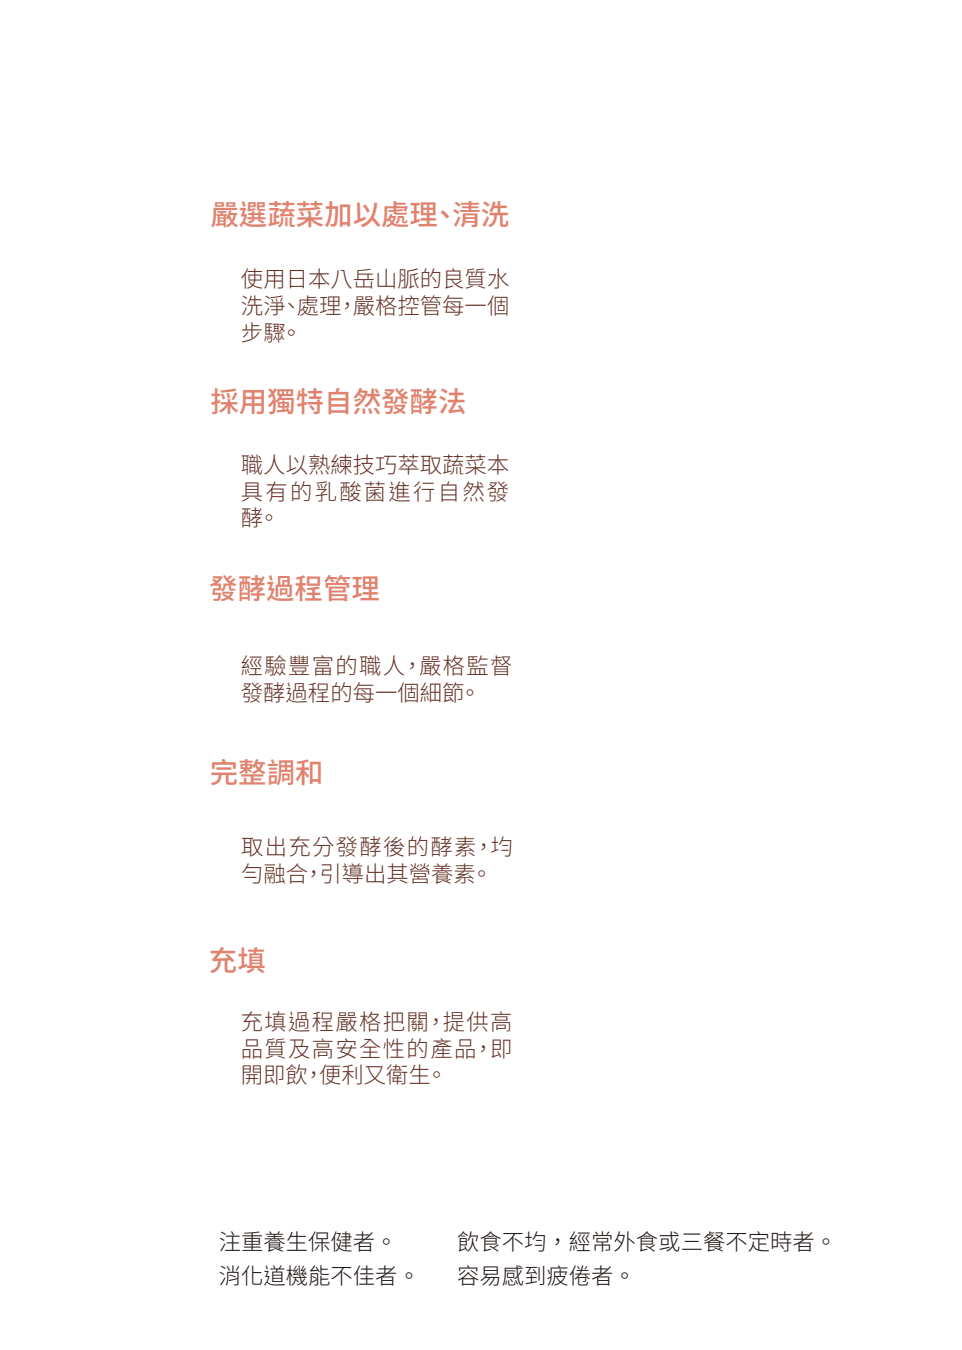 嚴選蔬菜加以處理、清洗
使用日本八岳山脈的良質水
洗淨、處理，嚴格控管每一個
步驟。
採用獨特自然發酵法
職人以熟練技巧萃取蔬菜本
具有的乳酸菌進行自然發
酵。
發酵過程管理
經驗豐富的職人，嚴格監督
發酵過程的每一個細節。
完整調和
取出充分發酵後的酵素，均
勻融合，引導出其營養素。
充填
充填過程嚴格把關，提供高
品質及高安全性的產品，即
開即飲，便利又衛生。
注重養生保健者。 飲食不均，經常外食或三餐不定時者。
消化道機能不佳者。 容易感到疲倦者。